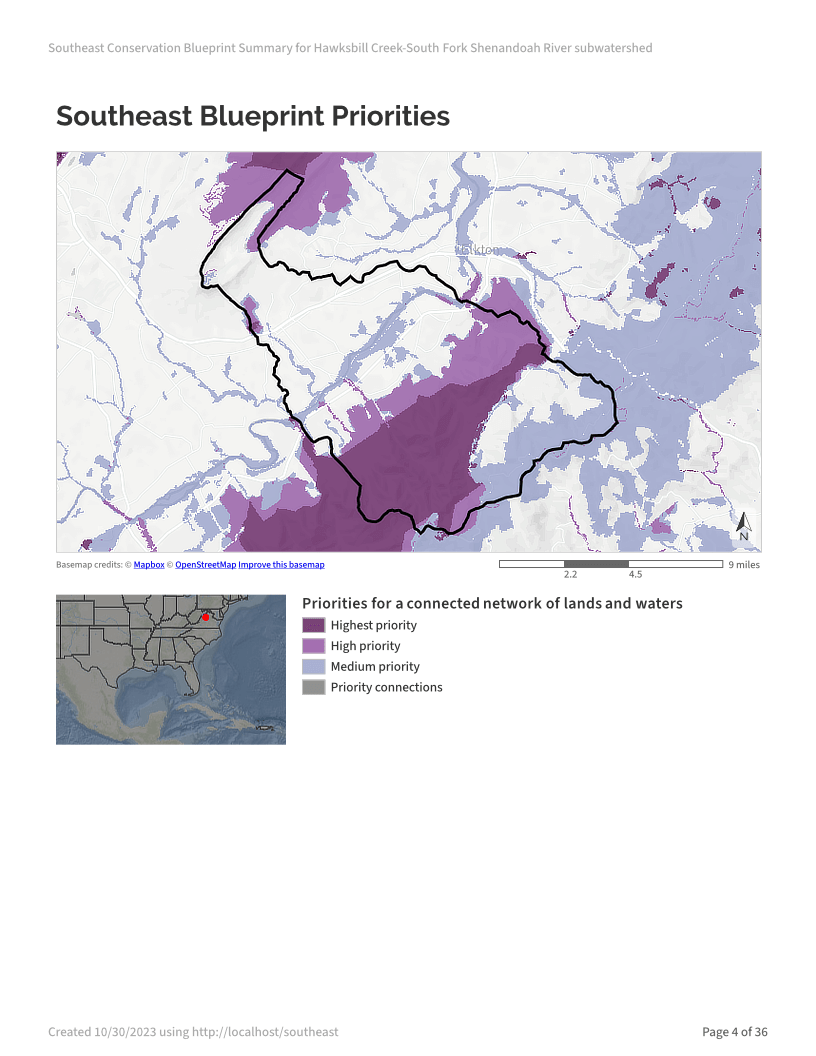 Southeast Conservation Blueprint Summary for Hawksbill Creek-South Fork Shenandoah River subwatershed
Southeast Blueprint Priorities
Elkton
N
Basemap credits: © Mapbox © OpenStreetMap Improve this basemap
9 miles
2.2 4.5
Priorities for a connected network of lands and waters
Highest priority
High priority
Medium priority
Priority connections
Created 10/30/2023 using http://localhost/southeast
Page 4 of 36